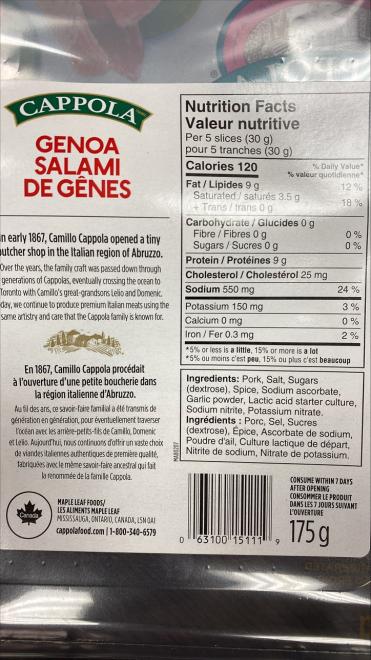 CAPPOLA
GENOA
SALAMI
DE GÊNES
in early 1867, Camillo Cappola opened a tiny
butcher shop in the Italian region of Abruzzo.
Over the years, the family craft was passed down through
generations of Cappolas, eventually crossing the ocean to
Toronto with Camillo's great-grandsons Lelio and Domenic.
day, we continue to produce premium Italian meats using the
same artistry and care that the Cappola family is known for.
En 1867, Camillo Cappola procédait
à l'ouverture d'une petite boucherie dans
la région italienne d'Abruzzo.
Au fil des ans, ce savoir-faire familial a été transmis de
génération en génération, pour éventuellement traverser
l'océan avec les arrière-petits-fils de Camillo, Domenic
et Lelio. Aujourd'hui, nous continuons d'offrir un vaste choix
de viandes italiennes authentiques de première qualité,
fabriquées avec le même savoir-faire ancestral qui fait
la renommée de la famille Cappola.
Canada
MAPLE LEAF FOODS/
LES ALIMENTS MAPLE LEAF
MISSISSAUGA, ONTARIO, CANADA, L5N 0A1
cappolafood.com | 1-800-340-6579
Nutrition Facts
Valeur nutritive
Per 5 slices (30 g)
pour 5 tranches (30 g)
Calories 120 % Daily Value*
% valeur quotidienne*
Fat / Lipides 9 g 12 %
Saturated / saturés 3.5 g
+ Trans / trans 0 g 18 %
Carbohydrate / Glucides 0 g
Fibre / Fibres 0 g 0 %
Sugars / Sucres 0 g 0 %
Protein / Protéines 9 g
Cholesterol / Cholestérol 25 mg
Sodium 550 mg 24 %
Potassium 150 mg 3 %
Calcium 0 mg 0 %
Iron / Fer 0.3 mg 2 %
*5% or less is a little, 15% or more is a lot
*5% ou moins c'est peu, 15% ou plus c'est beaucoup
Ingredients: Pork, Salt, Sugars
(dextrose), Spice, Sodium ascorbate,
Garlic powder, Lactic acid starter culture,
Sodium nitrite, Potassium nitrate.
Ingrédients : Porc, Sel, Sucres
(dextrose), Épice, Ascorbate de sodium,
Poudre d'ail, Culture lactique de départ,
Nitrite de sodium, Nitrate de potassium.
CONSUME WITHIN 7 DAYS
AFTER OPENING
CONSOMMER LE PRODUIT
DANS LES 7 JOURS SUIVANT
L'OUVERTURE
0 63100 15111 9
175 g